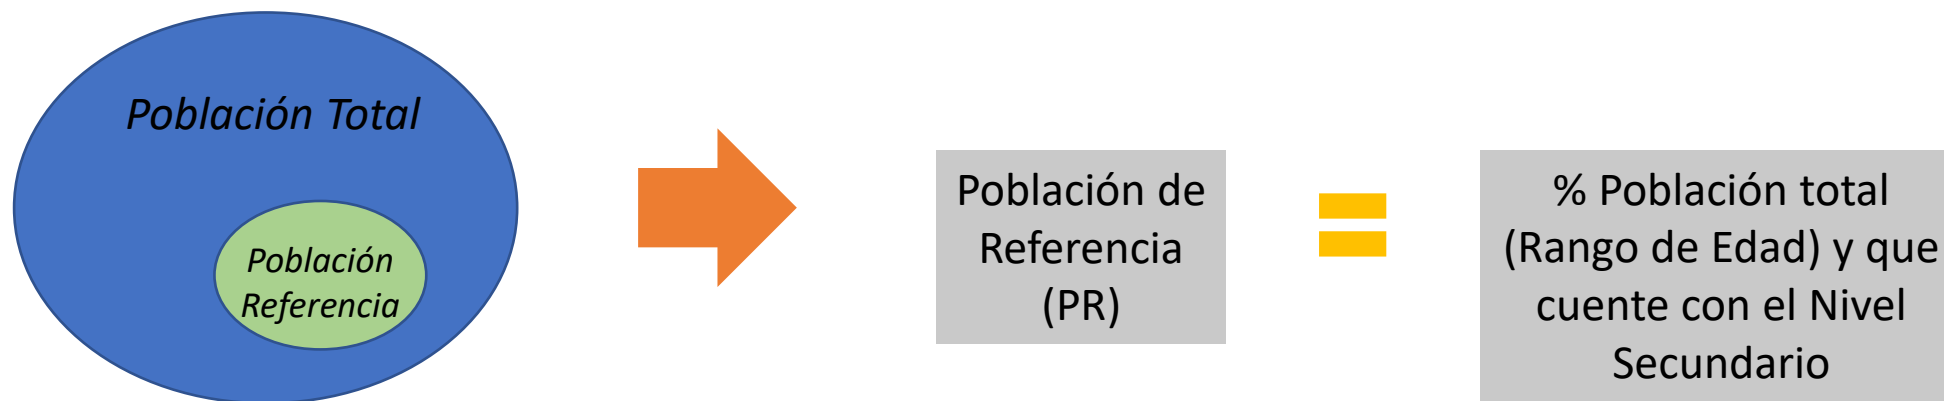 Población Total
Población
Referencia
Población de
Referencia
(PR)
% Población total
(Rango de Edad) y que
cuente con el Nivel
Secundario